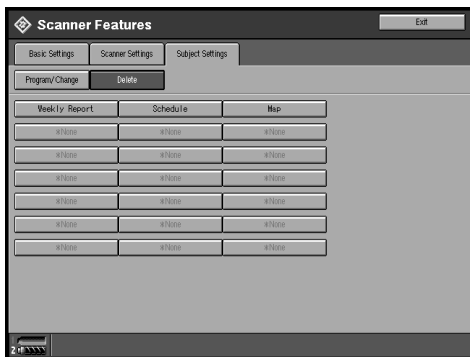 Scanner Features Exit
Basic Settings Scanner Settings Subject Settings
Program/Change Delete
Weekly Report Schedule Map
*None *None *None
*None *None *None
*None *None *None
*None *None *None
*None *None *None
*None *None *None
2